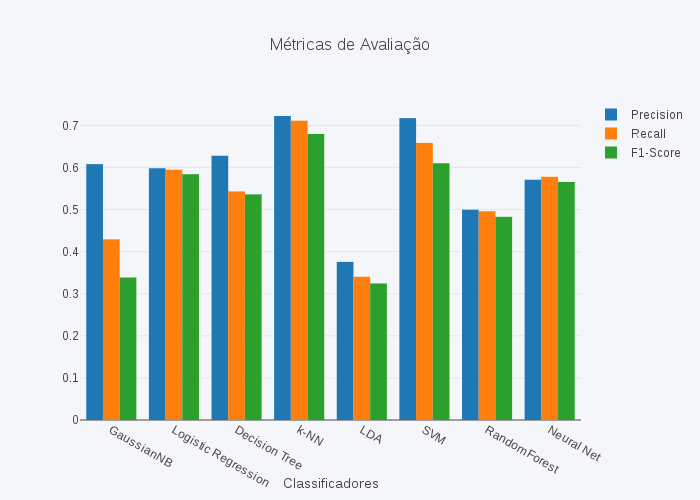 Métricas de Avaliação
Precision
Recall
F1-Score
0.7
0.6
0.5
0.4
0.3
0.2
0.1
0
GaussianNB
Logistic Regression
Decision Tree
k-NN
LDA
SVM
RandomForest
Neural Net
Classificadores